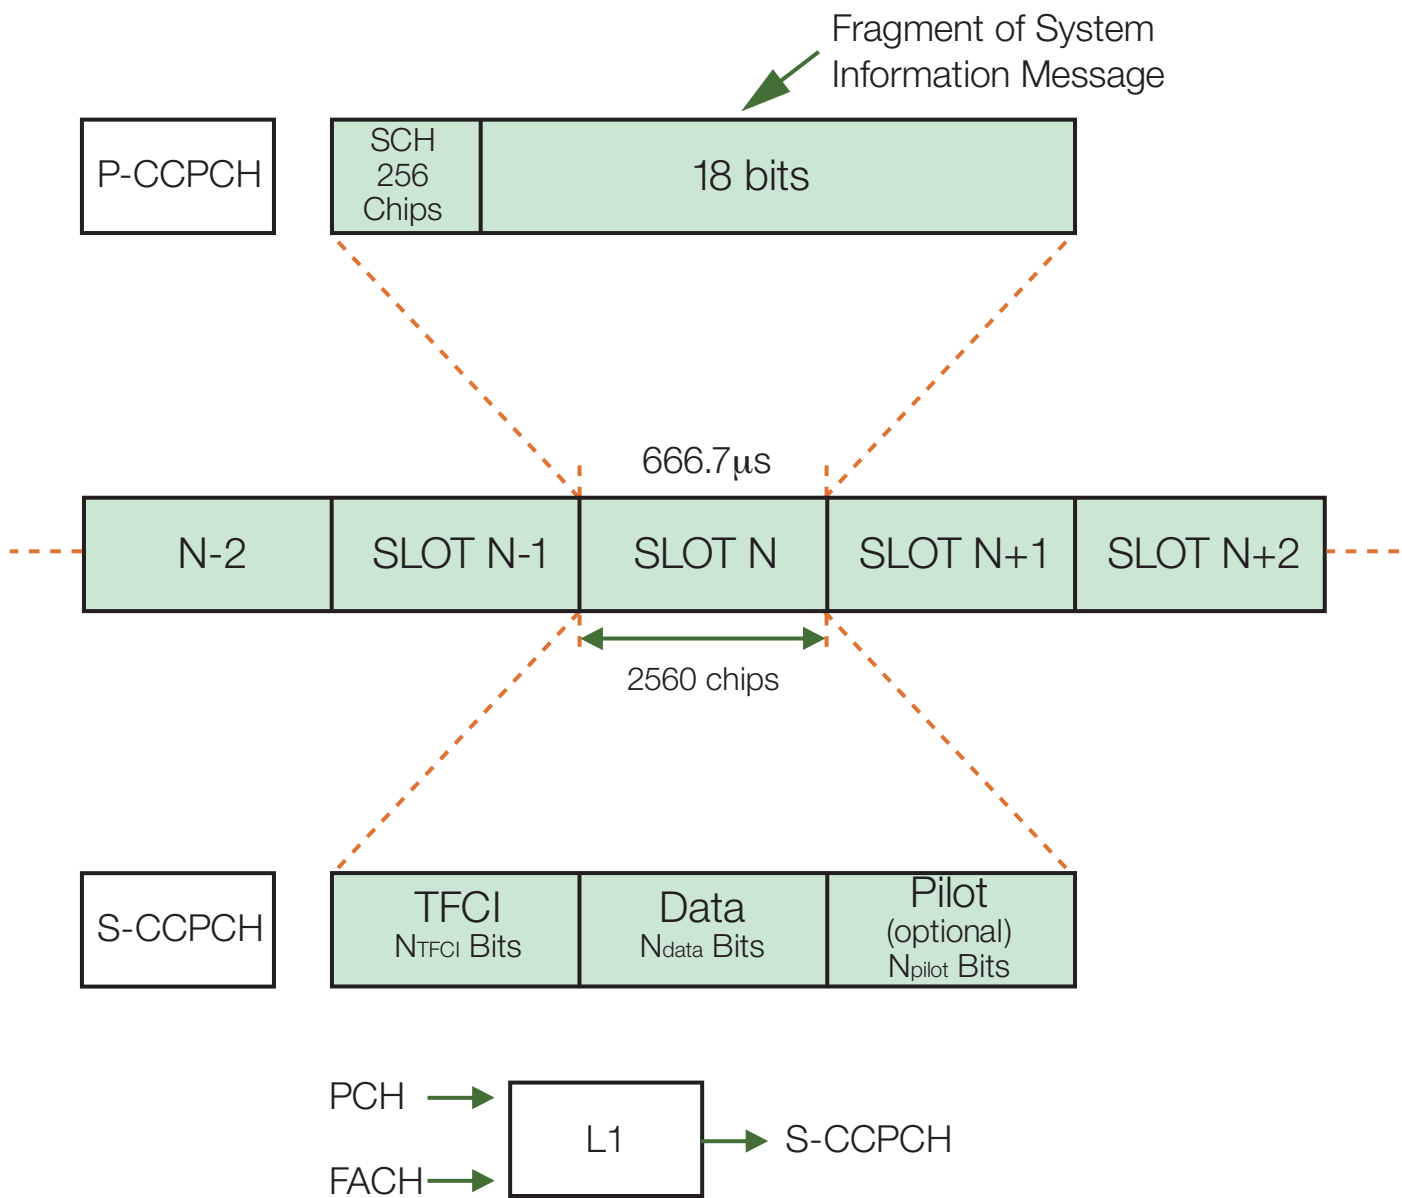 Fragment of System
Information Message
P-CCPCH
SCH
256
Chips
18 bits
666.7μs
N-2
SLOT N-1
SLOT N
SLOT N+1
SLOT N+2
2560 chips
S-CCPCH
TFCI
NTFCI Bits
Data
Ndata Bits
Pilot
(optional)
Npilot Bits
PCH
L1
S-CCPCH
FACH